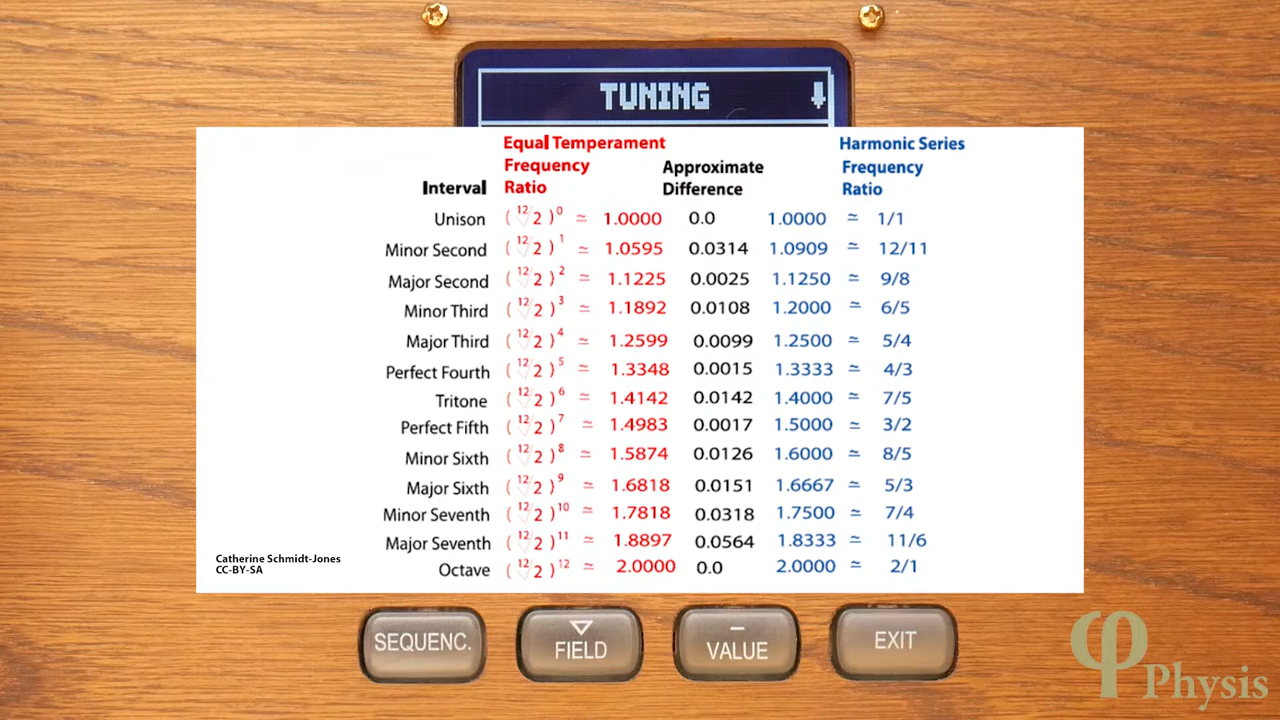 TUNING
Equal Temperament Harmonic Series
Frequency Approximate Frequency
Interval Ratio Difference Ratio
Unison (¹²√2)⁰ ≃ 1.0000 0.0 1.0000 ≃ 1/1
Minor Second (¹²√2)¹ ≃ 1.0595 0.0314 1.0909 ≃ 12/11
Major Second (¹²√2)² ≃ 1.1225 0.0025 1.1250 ≃ 9/8
Minor Third (¹²√2)³ ≃ 1.1892 0.0108 1.2000 ≃ 6/5
Major Third (¹²√2)⁴ ≃ 1.2599 0.0099 1.2500 ≃ 5/4
Perfect Fourth (¹²√2)⁵ ≃ 1.3348 0.0015 1.3333 ≃ 4/3
Tritone (¹²√2)⁶ ≃ 1.4142 0.0142 1.4000 ≃ 7/5
Perfect Fifth (¹²√2)⁷ ≃ 1.4983 0.0017 1.5000 ≃ 3/2
Minor Sixth (¹²√2)⁸ ≃ 1.5874 0.0126 1.6000 ≃ 8/5
Major Sixth (¹²√2)⁹ ≃ 1.6818 0.0151 1.6667 ≃ 5/3
Minor Seventh (¹²√2)¹⁰ ≃ 1.7818 0.0318 1.7500 ≃ 7/4
Major Seventh (¹²√2)¹¹ ≃ 1.8897 0.0564 1.8333 ≃ 11/6
Octave (¹²√2)¹² ≃ 2.0000 0.0 2.0000 ≃ 2/1
Catherine Schmidt-Jones
CC-BY-SA
SEQUENC. FIELD – VALUE EXIT
φ Physis